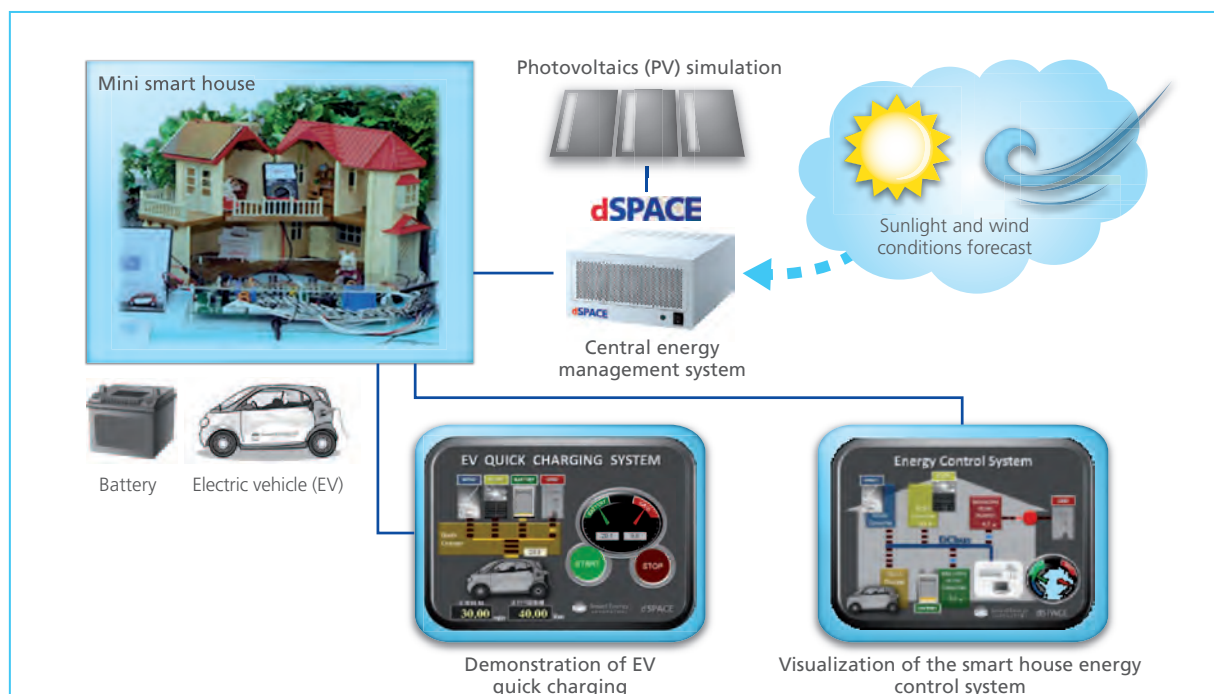 Mini smart house
Photovoltaics (PV) simulation
dSPACE
Sunlight and wind
conditions forecast
dSPACE
Central energy
management system
Battery
Electric vehicle (EV)
EV QUICK CHARGING SYSTEM
BATTERY
START
STOP
30,00
40,00
dSPACE
Energy Control System
DCbus
dSPACE
Demonstration of EV
quick charging
Visualization of the smart house energy
control system